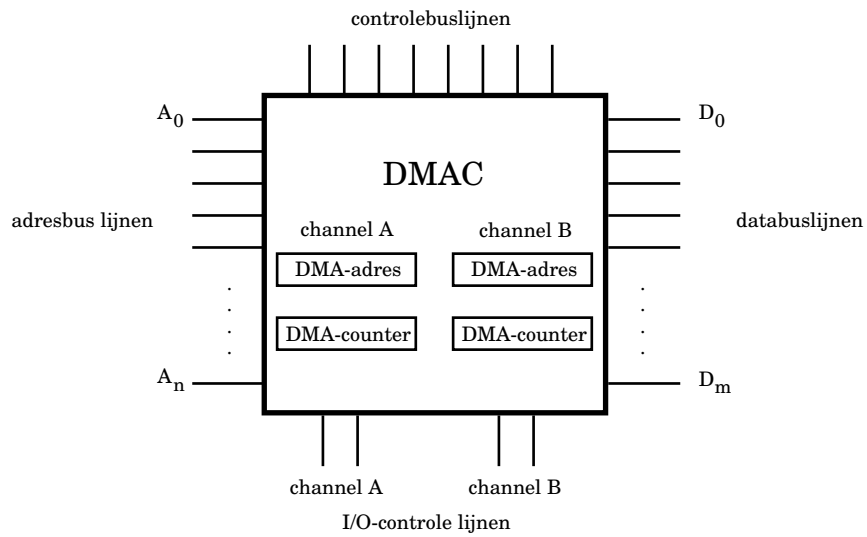 controlebuslijnen
A0
D0
DMAC
adresbus lijnen
databuslijnen
channel A
channel B
DMA-adres
DMA-adres
DMA-counter
DMA-counter
An
Dm
channel A
channel B
I/O-controle lijnen